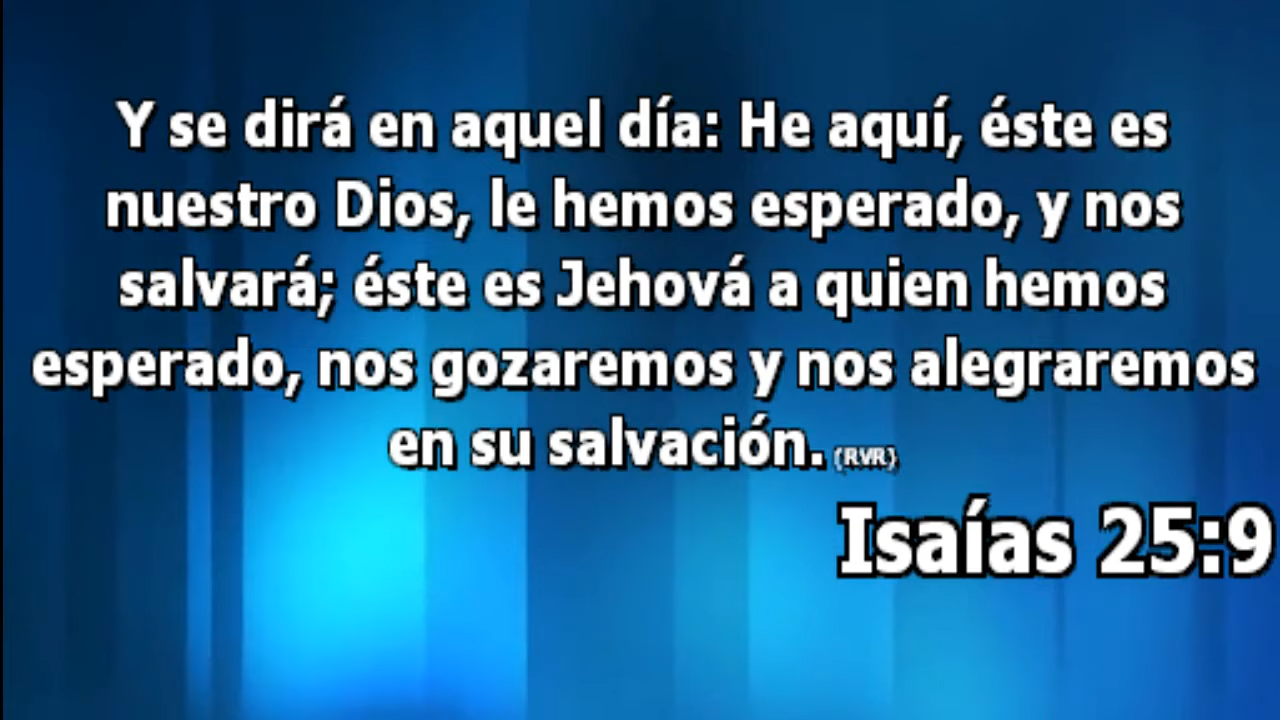 Y se dirá en aquel día: He aquí, éste es
nuestro Dios, le hemos esperado, y nos
salvará; éste es Jehová a quien hemos
esperado, nos gozaremos y nos alegraremos
en su salvación. (RVR)
Isaías 25:9